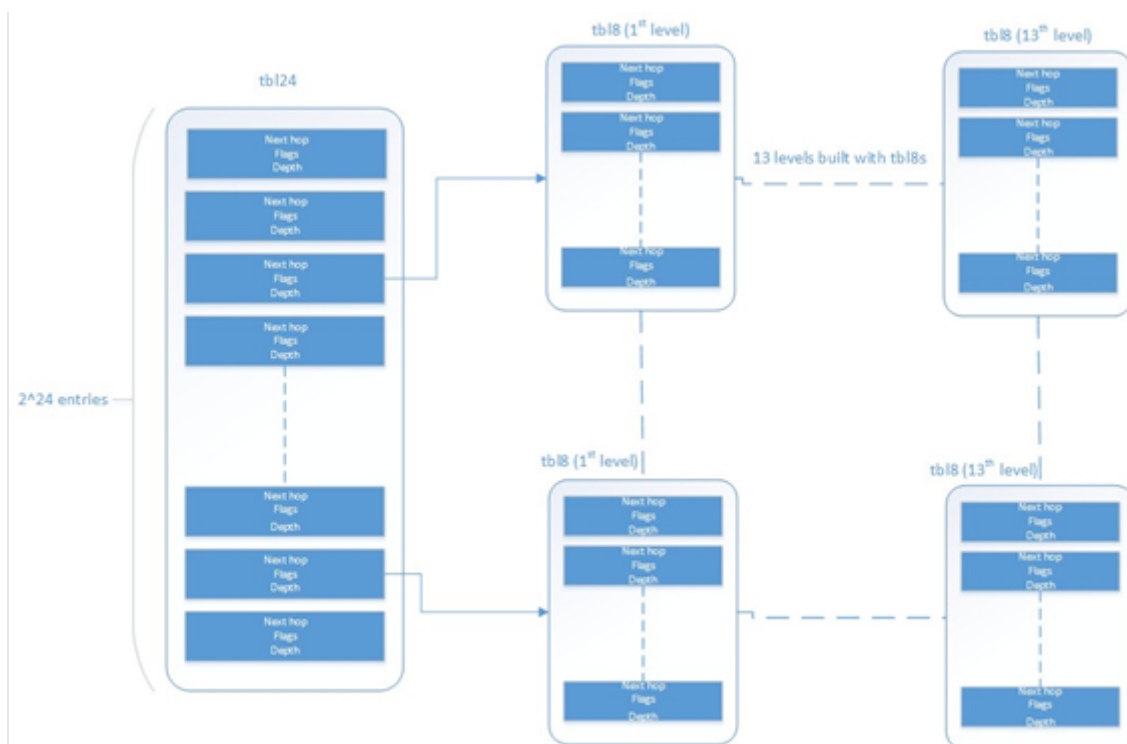 tbl24
Next hop
Flags
Depth
Next hop
Flags
Depth
Next hop
Flags
Depth
Next hop
Flags
Depth
Next hop
Flags
Depth
Next hop
Flags
Depth
Next hop
Flags
Depth
2^24 entries
tbl8 (1st level)
Next hop
Flags
Depth
Next hop
Flags
Depth
Next hop
Flags
Depth
13 levels built with tbl8s
tbl8 (13th level)
Next hop
Flags
Depth
Next hop
Flags
Depth
Next hop
Flags
Depth
tbl8 (1st level)
Next hop
Flags
Depth
Next hop
Flags
Depth
Next hop
Flags
Depth
tbl8 (13th level)
Next hop
Flags
Depth
Next hop
Flags
Depth
Next hop
Flags
Depth